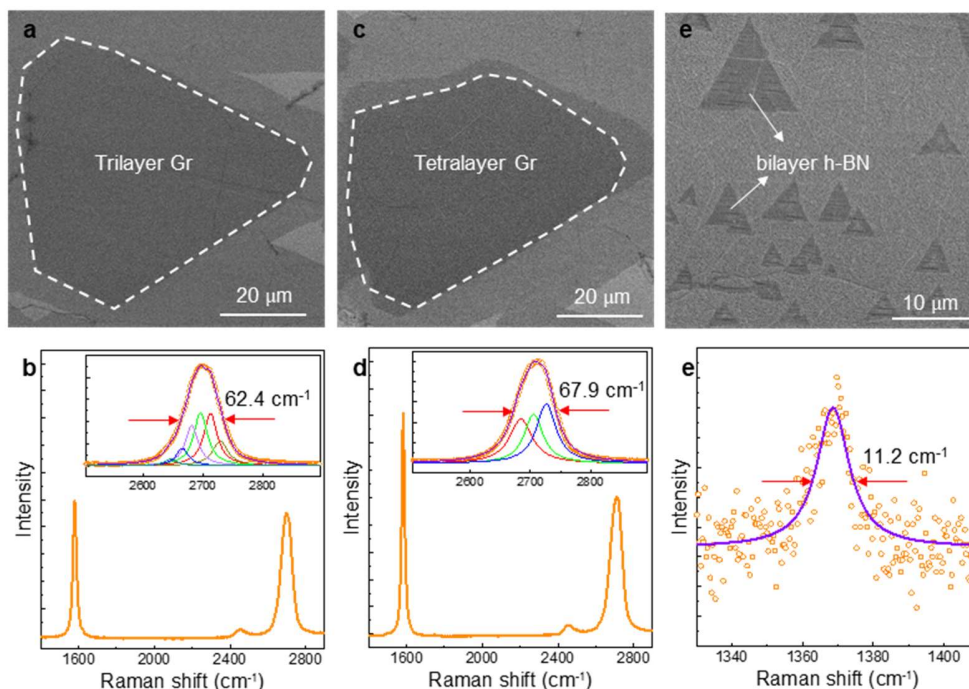 a
Trilayer Gr
20 μm
c
Tetralayer Gr
20 μm
e
bilayer h-BN
10 μm
b
62.4 cm⁻¹
2600 2700 2800
Intensity
1600 2000 2400 2800
Raman shift (cm⁻¹)
d
67.9 cm⁻¹
2600 2700 2800
Intensity
1600 2000 2400 2800
Raman shift (cm⁻¹)
e
11.2 cm⁻¹
Intensity
1340 1360 1380 1400
Raman shift (cm⁻¹)